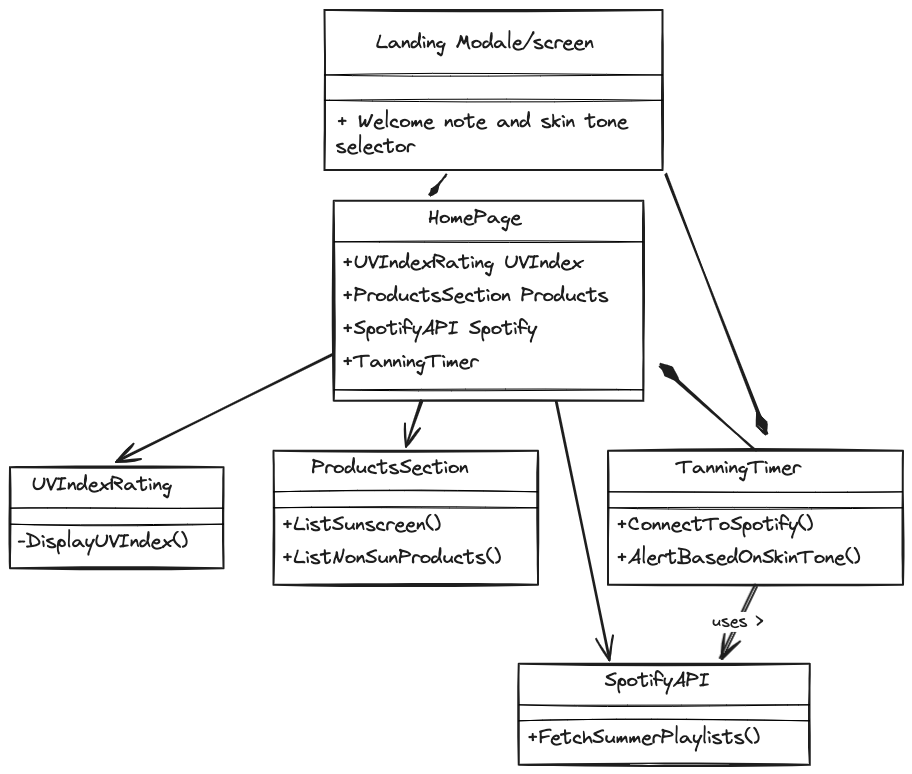 Landing Modale/screen
+ Welcome note and skin tone
selector
HomePage
+UVIndexRating UVIndex
+ProductsSection Products
+SpotifyAPI Spotify
+TanningTimer
UVIndexRating
-DisplayUVIndex()
ProductsSection
+ListSunscreen()
+ListNonSunProducts()
TanningTimer
+ConnectToSpotify()
+AlertBasedOnSkinTone()
uses >
SpotifyAPI
+FetchSummerPlaylists()